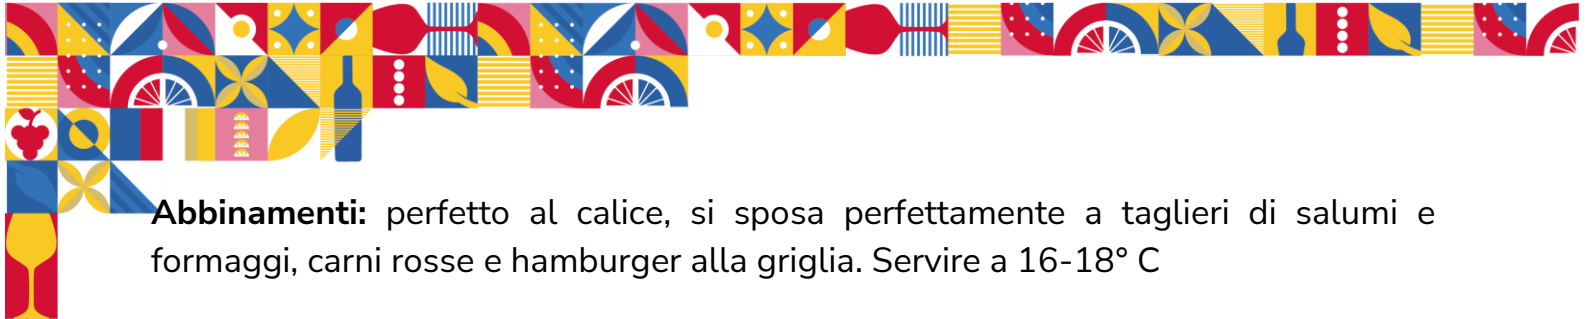 Abbinamenti: perfetto al calice, si sposa perfettamente a taglieri di salumi e
formaggi, carni rosse e hamburger alla griglia. Servire a 16-18° C